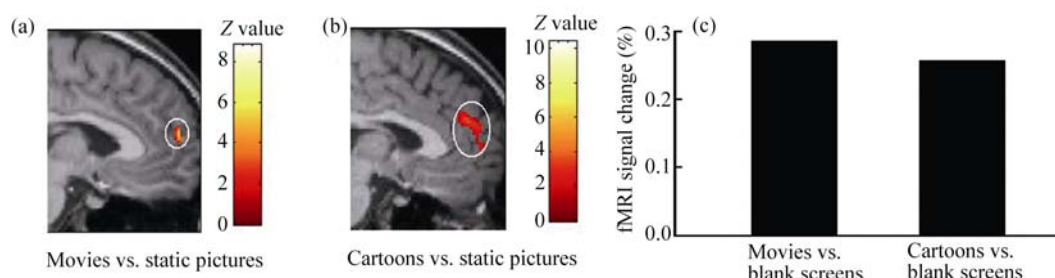 (a)
Z value
8
6
4
2
0
Movies vs. static pictures
(b)
Z value
10
8
6
4
2
0
Cartoons vs. static pictures
(c)
fMRI signal change (%)
0.3
0.2
0.1
0.0
Movies vs.
blank screens
Cartoons vs.
blank screens